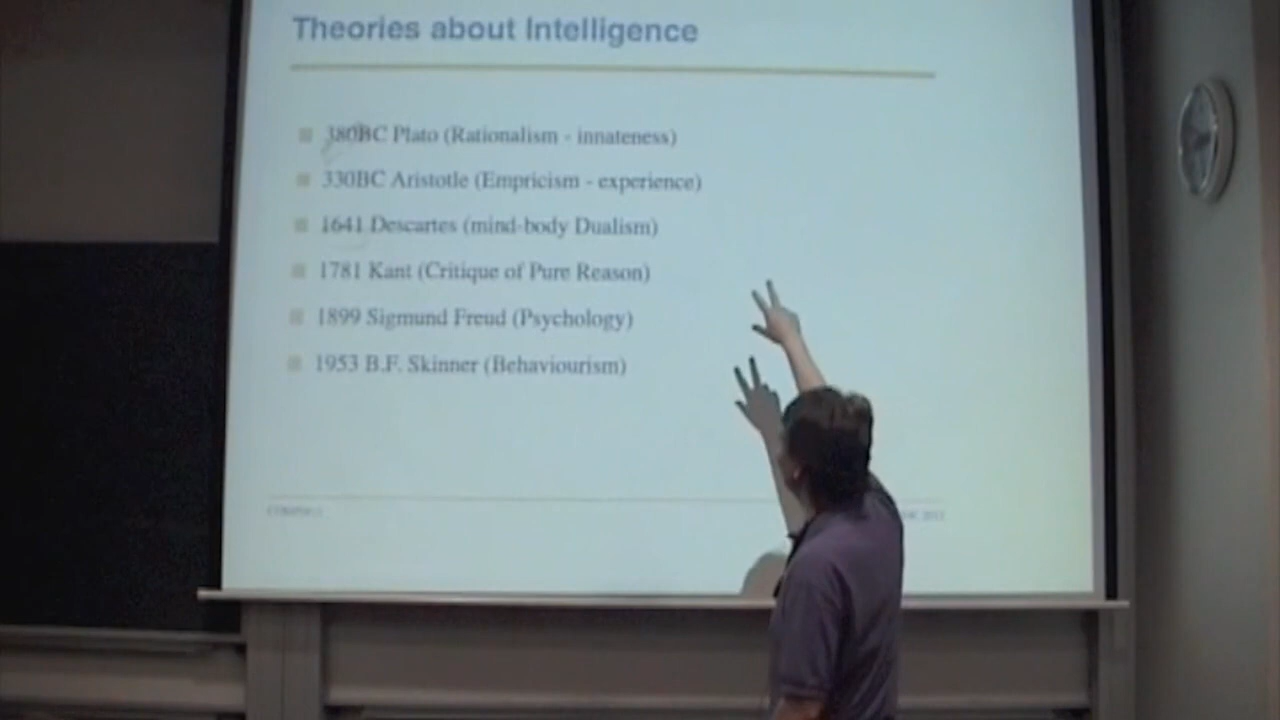 Theories about Intelligence
380BC Plato (Rationalism - innateness)
330BC Aristotle (Empricism - experience)
1641 Descartes (mind-body Dualism)
1781 Kant (Critique of Pure Reason)
1899 Sigmund Freud (Psychology)
1953 B.F. Skinner (Behaviourism)